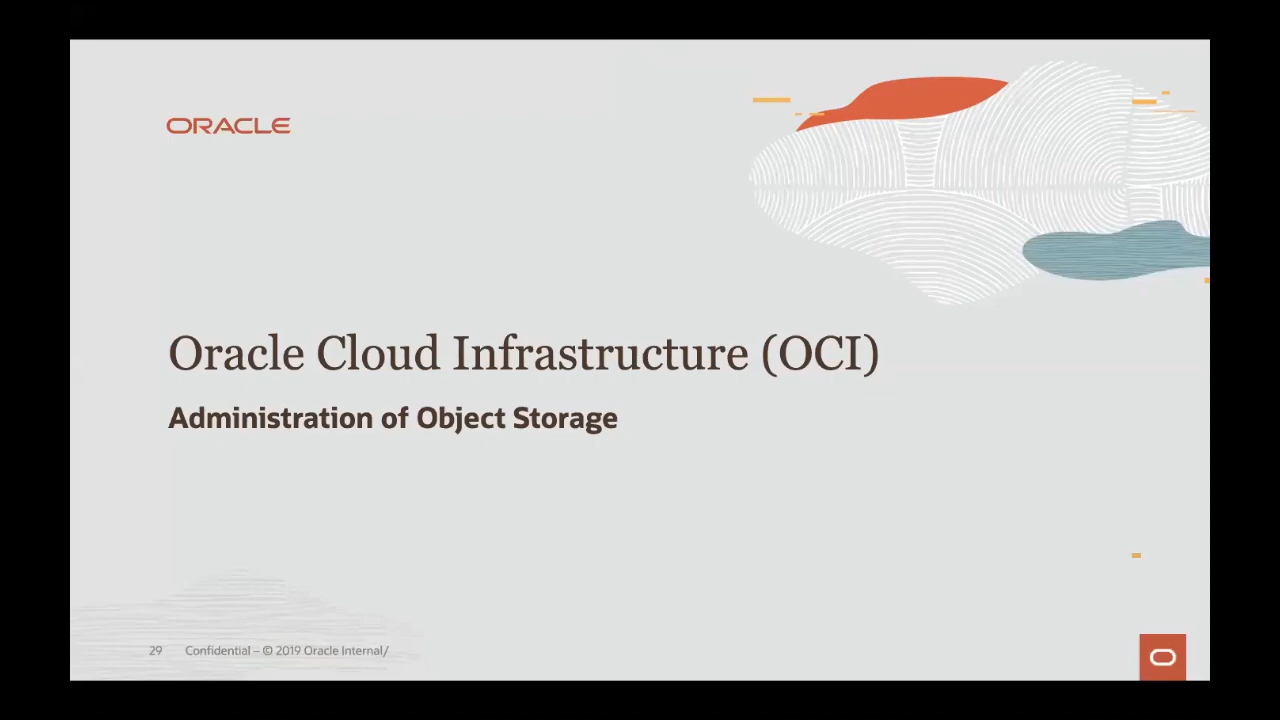 ORACLE
Oracle Cloud Infrastructure (OCI)
Administration of Object Storage
29 Confidential – © 2019 Oracle Internal/